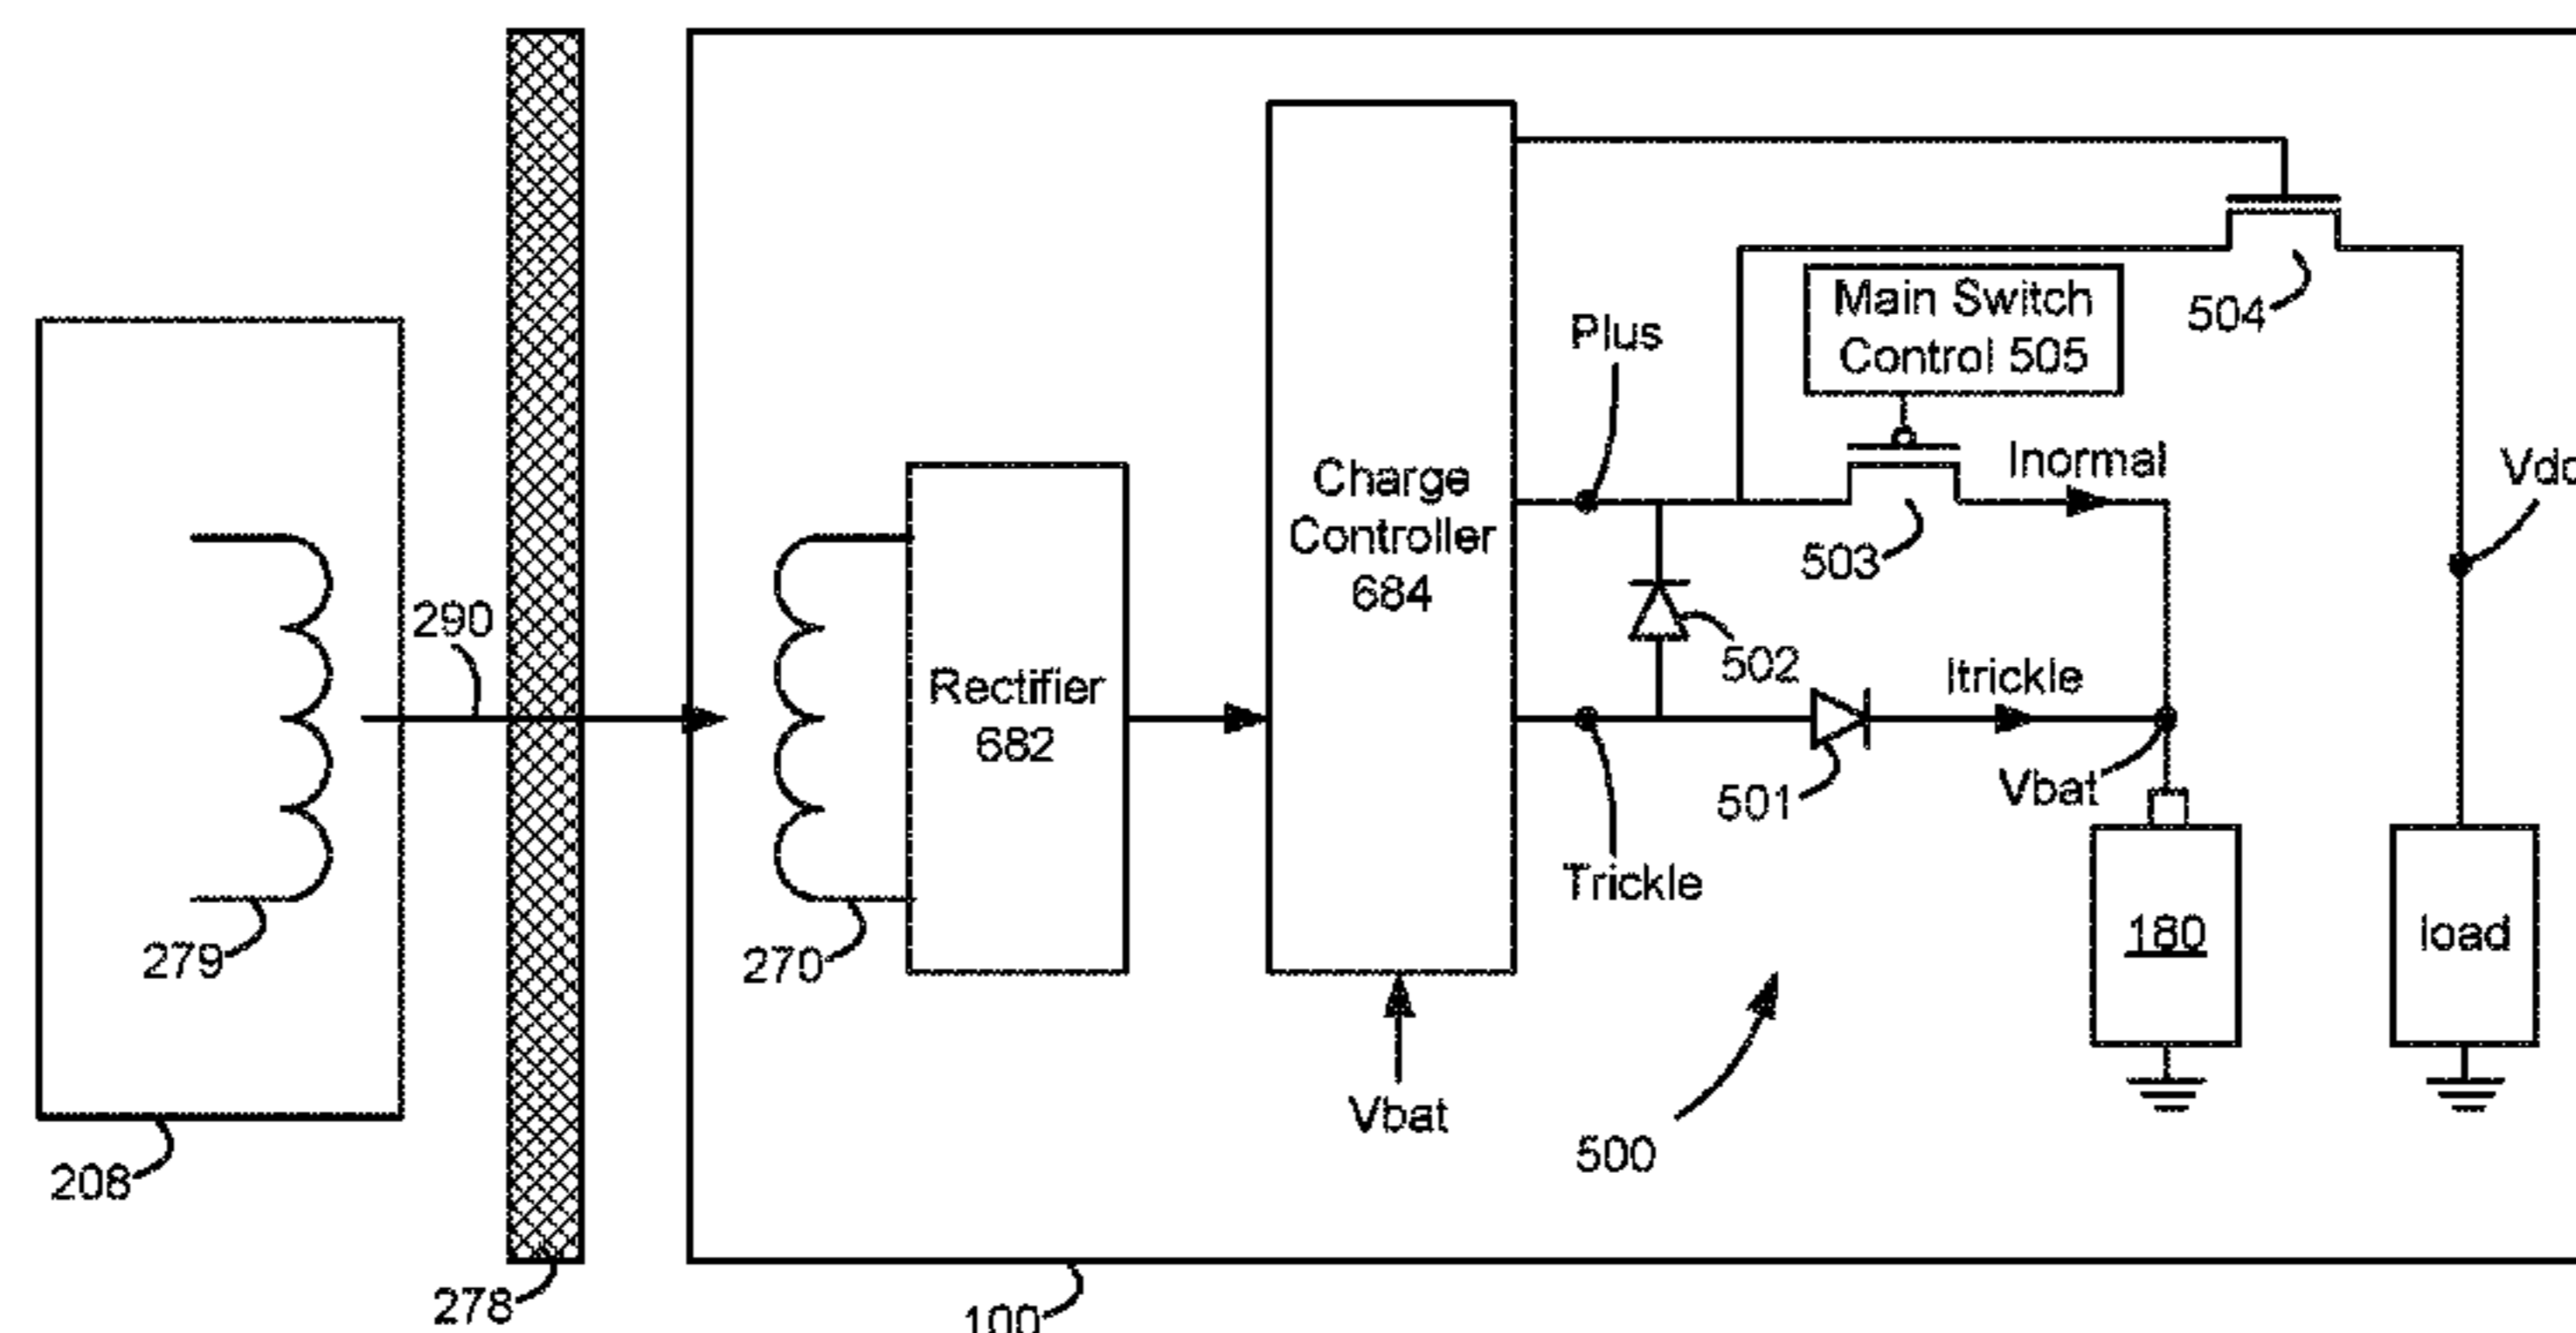 504
Main Switch
Control 505
Plus
Inormal
Vdd
Charge
Controller
684
503
290
502
Itrickle
Rectifier
682
501
Vbat
Trickle
180
load
279
270
Vbat
500
208
278
100